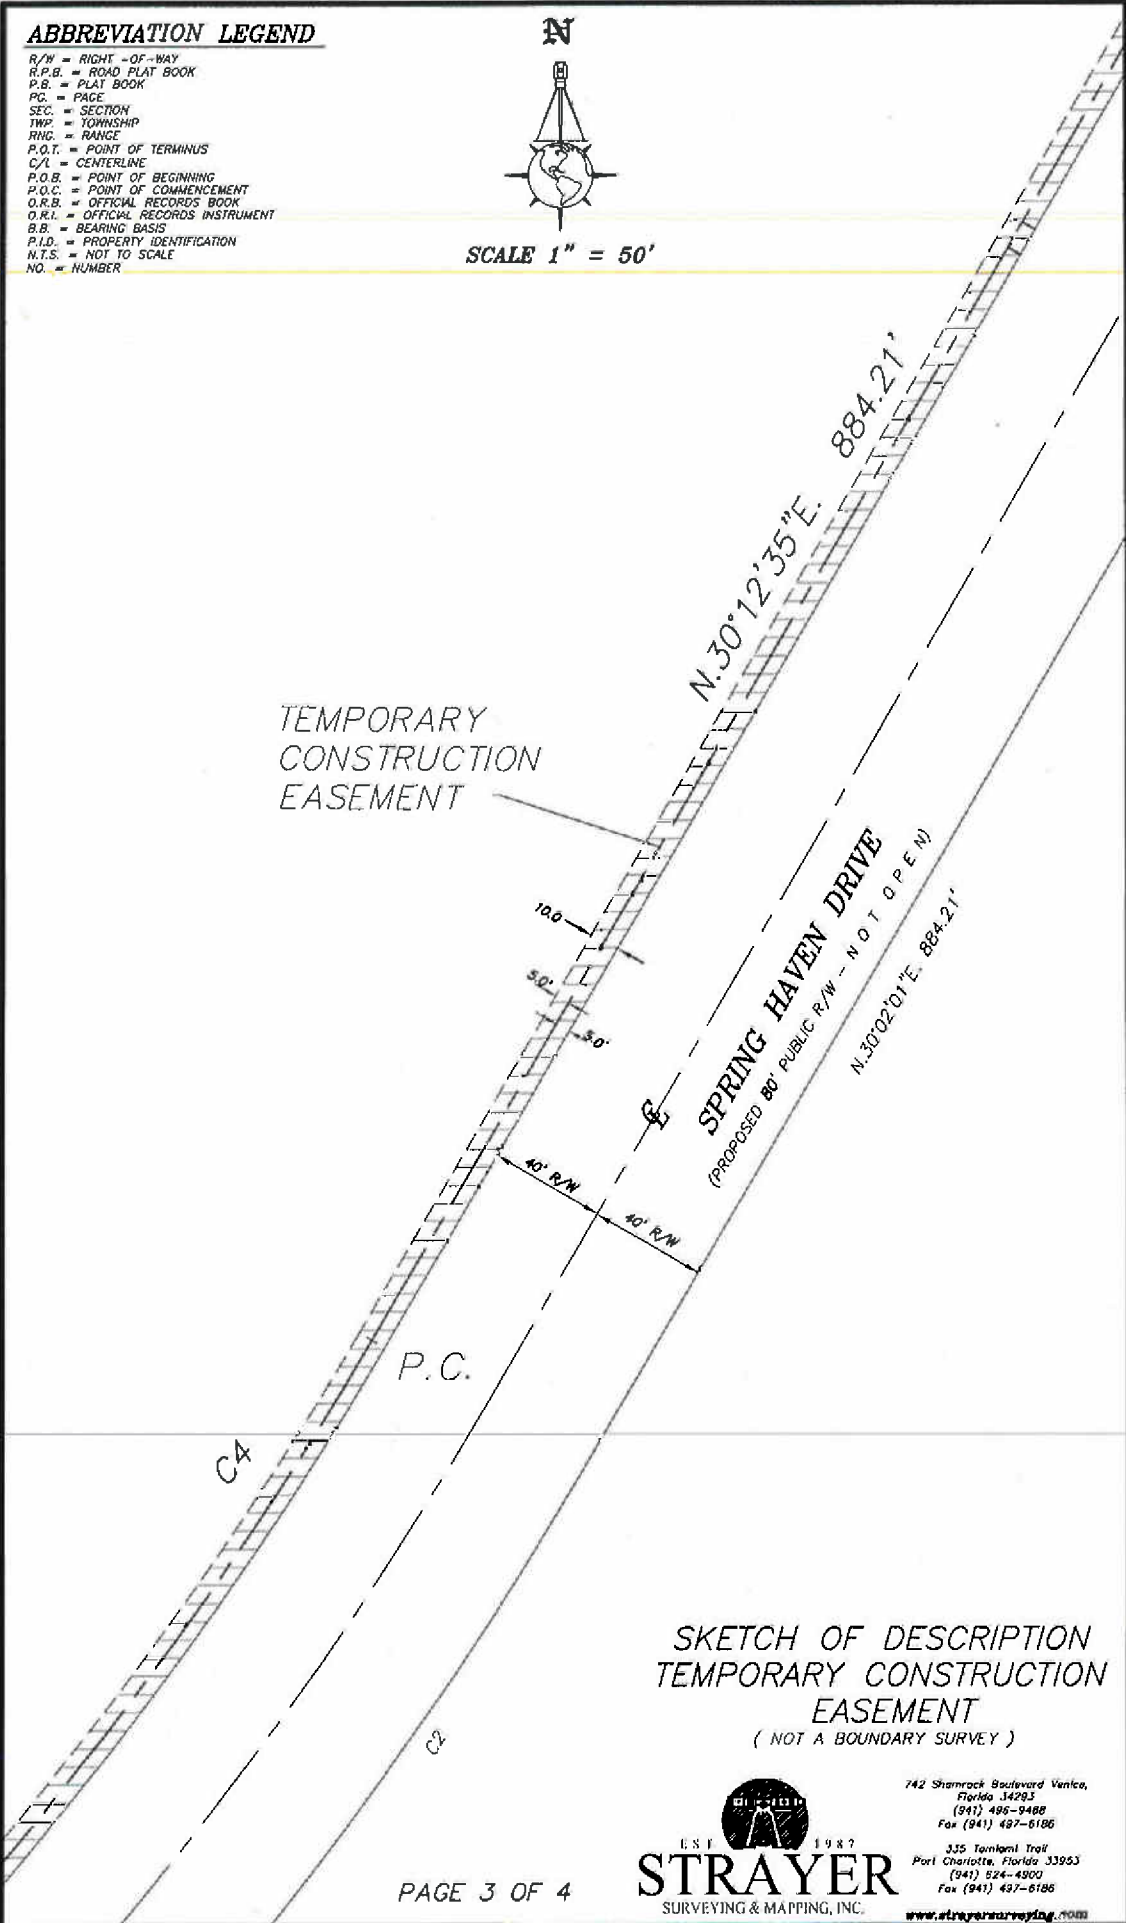 ABBREVIATION LEGEND
R/W = RIGHT -OF-WAY
R.P.B. = ROAD PLAT BOOK
P.B. = PLAT BOOK
PG. = PAGE
SEC. = SECTION
TWP. = TOWNSHIP
RNG. = RANGE
P.O.T. = POINT OF TERMINUS
C/L = CENTERLINE
P.O.B. = POINT OF BEGINNING
P.O.C. = POINT OF COMMENCEMENT
O.R.B. = OFFICIAL RECORDS BOOK
O.R.I. = OFFICIAL RECORDS INSTRUMENT
B.B. = BEARING BASIS
P.I.D. = PROPERTY IDENTIFICATION
N.T.S. = NOT TO SCALE
NO. = NUMBER
N
SCALE 1" = 50'
N.30°12'35"E. 884.21'
TEMPORARY
CONSTRUCTION
EASEMENT
10.0
5.0'
5.0'
CL
SPRING HAVEN DRIVE
(PROPOSED 80' PUBLIC R/W - NOT OPEN)
N.30°02'01"E. 884.21'
40' R/W
40' R/W
P.C.
C4
C2
SKETCH OF DESCRIPTION
TEMPORARY CONSTRUCTION
EASEMENT
( NOT A BOUNDARY SURVEY )
EST. 1987
STRAYER
SURVEYING & MAPPING, INC.
742 Shamrock Boulevard Venice,
Florida 34293
(941) 496-9488
Fax (941) 497-6186
335 Tamiami Trail
Port Charlotte, Florida 33953
(941) 624-4900
Fax (941) 497-6186
www.strayersurveying.com
PAGE 3 OF 4